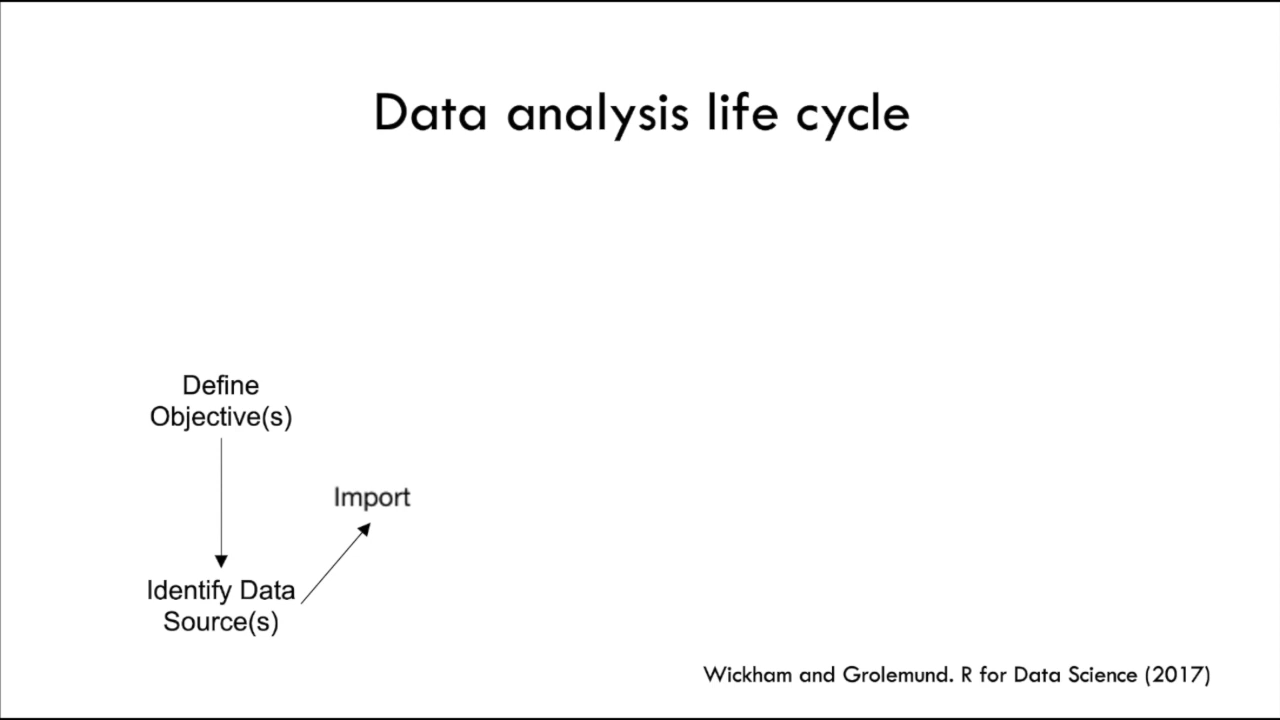 Data analysis life cycle
Define
Objective(s)
Import
Identify Data
Source(s)
Wickham and Grolemund. R for Data Science (2017)